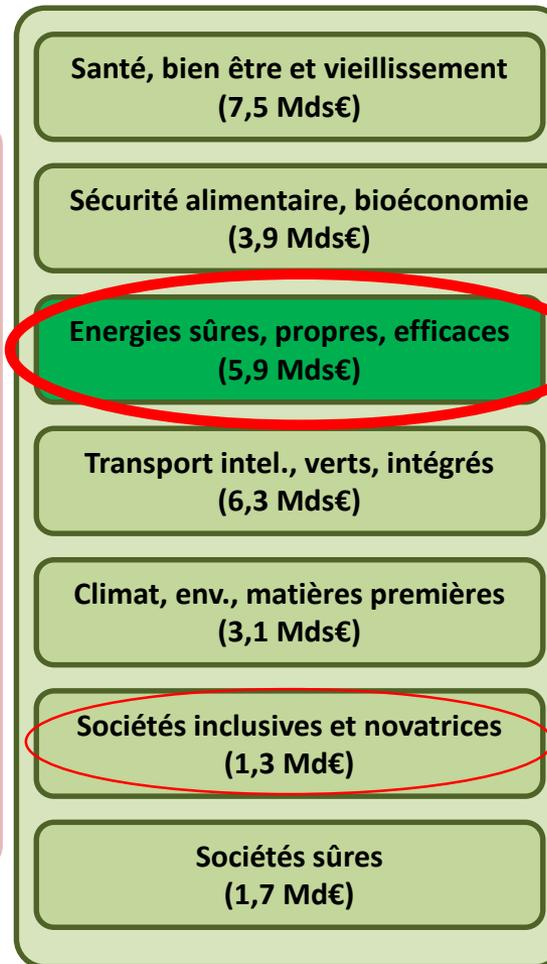 Santé, bien être et vieillissement
(7,5 Mds€)
Sécurité alimentaire, bioéconomie
(3,9 Mds€)
Energies sûres, propres, efficaces
(5,9 Mds€)
Transport intel., verts, intégrés
(6,3 Mds€)
Climat, env., matières premières
(3,1 Mds€)
Sociétés inclusives et novatrices
(1,3 Md€)
Sociétés sûres
(1,7 Md€)